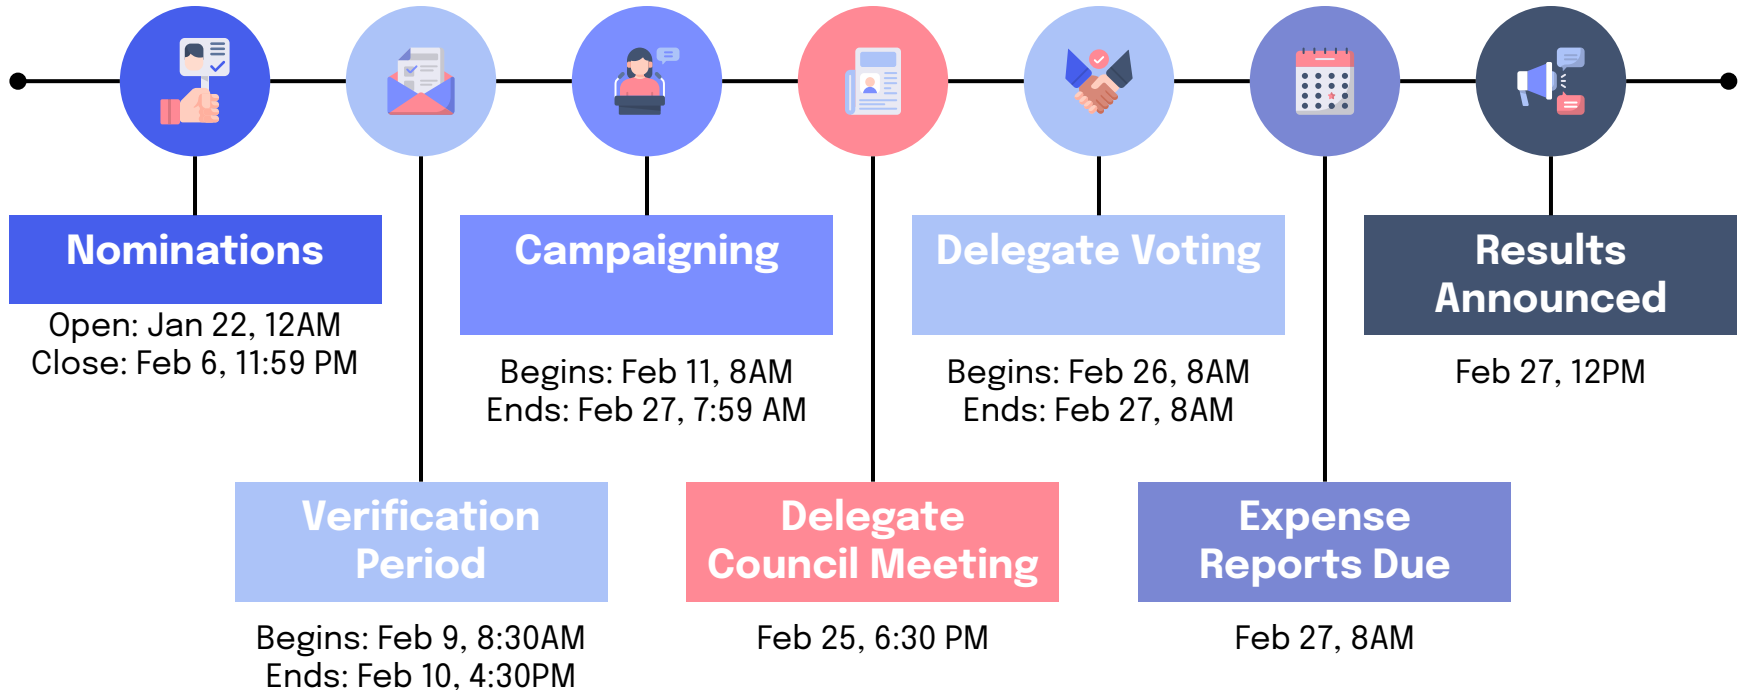 Nominations
Open: Jan 22, 12AM
Close: Feb 6, 11:59 PM
Verification
Period
Begins: Feb 9, 8:30AM
Ends: Feb 10, 4:30PM
Campaigning
Begins: Feb 11, 8AM
Ends: Feb 27, 7:59 AM
Delegate
Council Meeting
Feb 25, 6:30 PM
Delegate Voting
Begins: Feb 26, 8AM
Ends: Feb 27, 8AM
Expense
Reports Due
Feb 27, 8AM
Results
Announced
Feb 27, 12PM